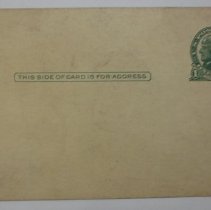 THIS SIDE OF CARD IS FOR ADDRESS